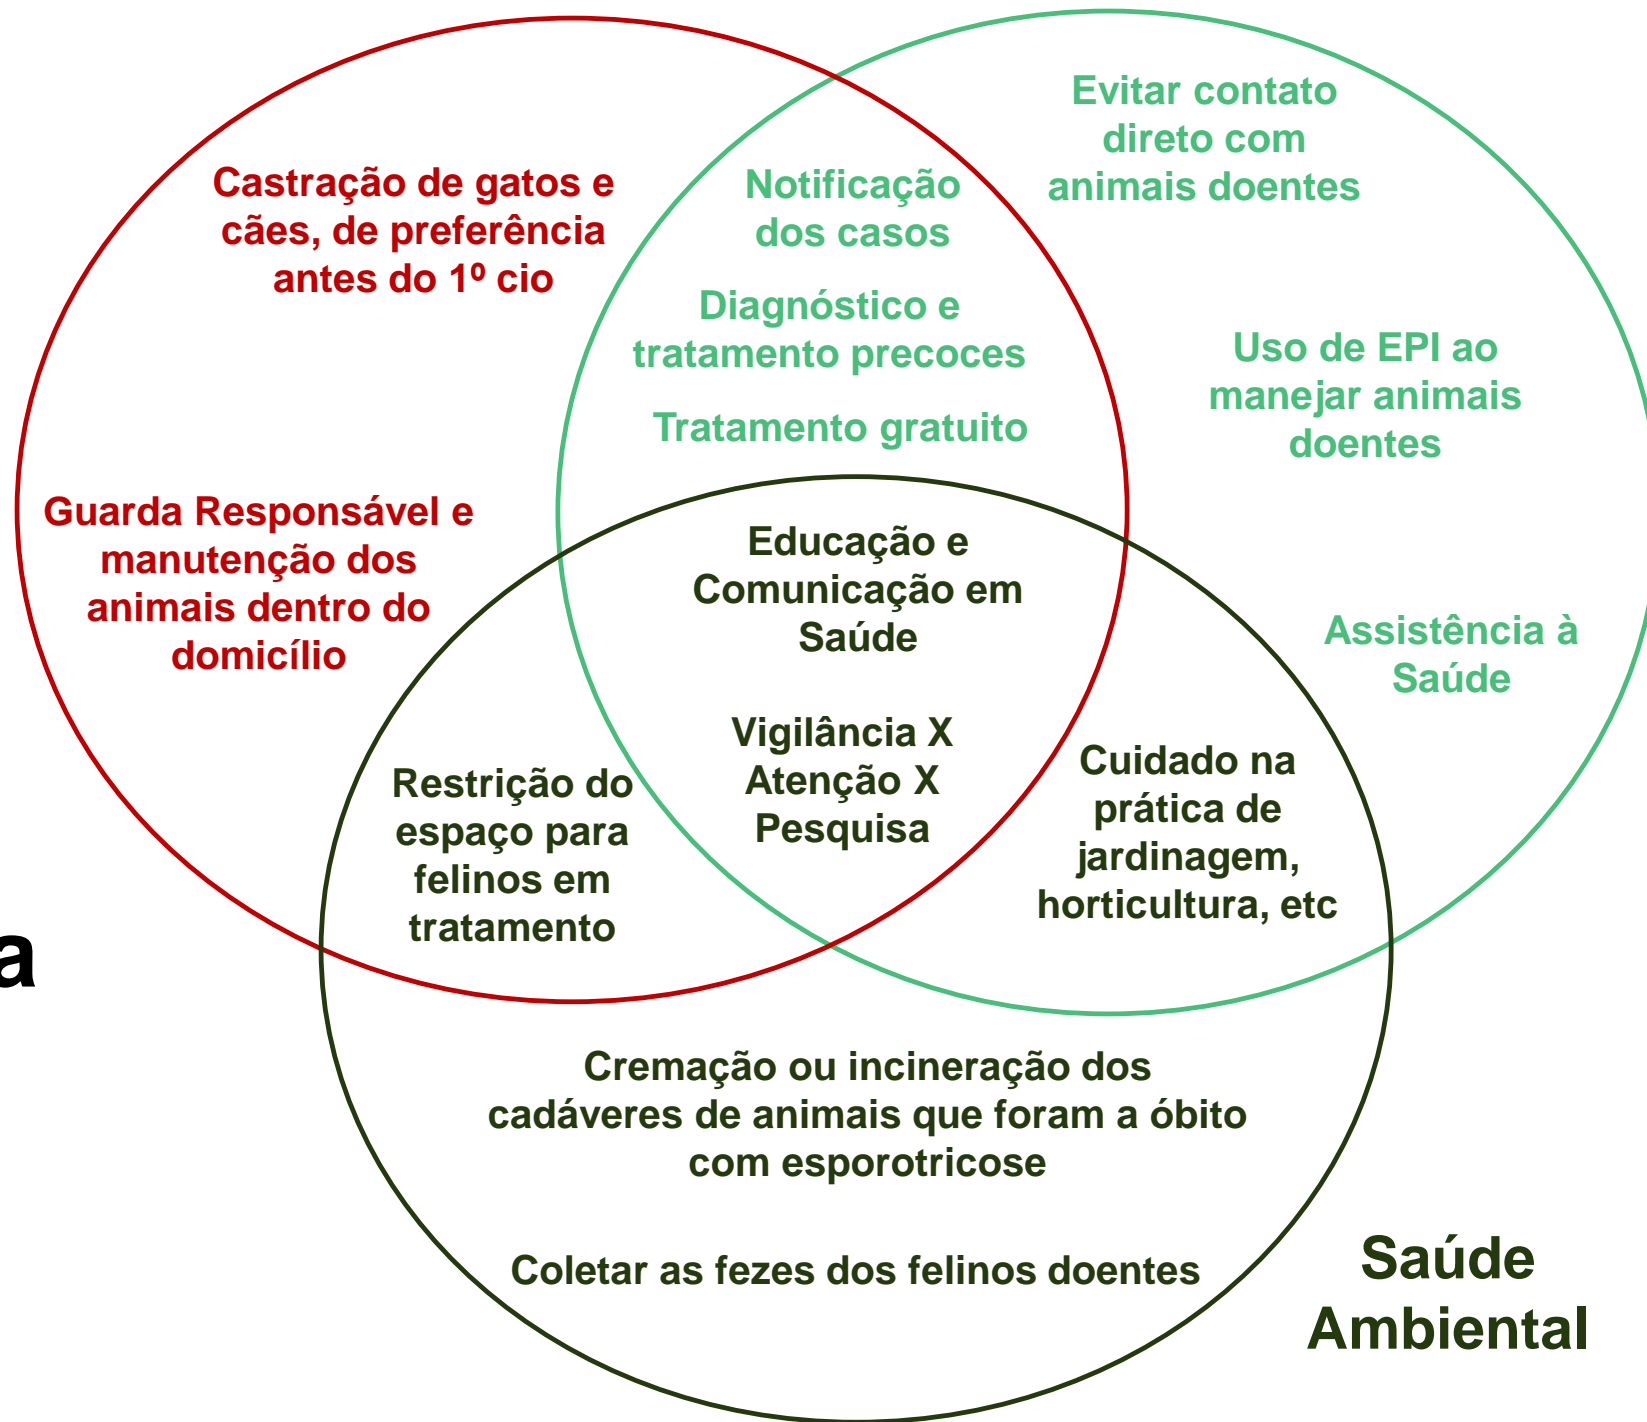 Castração de gatos e
cães, de preferência
antes do 1º cio
Guarda Responsável e
manutenção dos
animais dentro do
domicílio
Notificação
dos casos
Diagnóstico e
tratamento precoces
Tratamento gratuito
Evitar contato
direto com
animais doentes
Uso de EPI ao
manejar animais
doentes
Assistência à
Saúde
Educação e
Comunicação em
Saúde
Vigilância X
Atenção X
Pesquisa
Restrição do
espaço para
felinos em
tratamento
Cuidado na
prática de
jardinagem,
horticultura, etc
a
Cremação ou incineração dos
cadáveres de animais que foram a óbito
com esporotricose
Coletar as fezes dos felinos doentes
Saúde
Ambiental